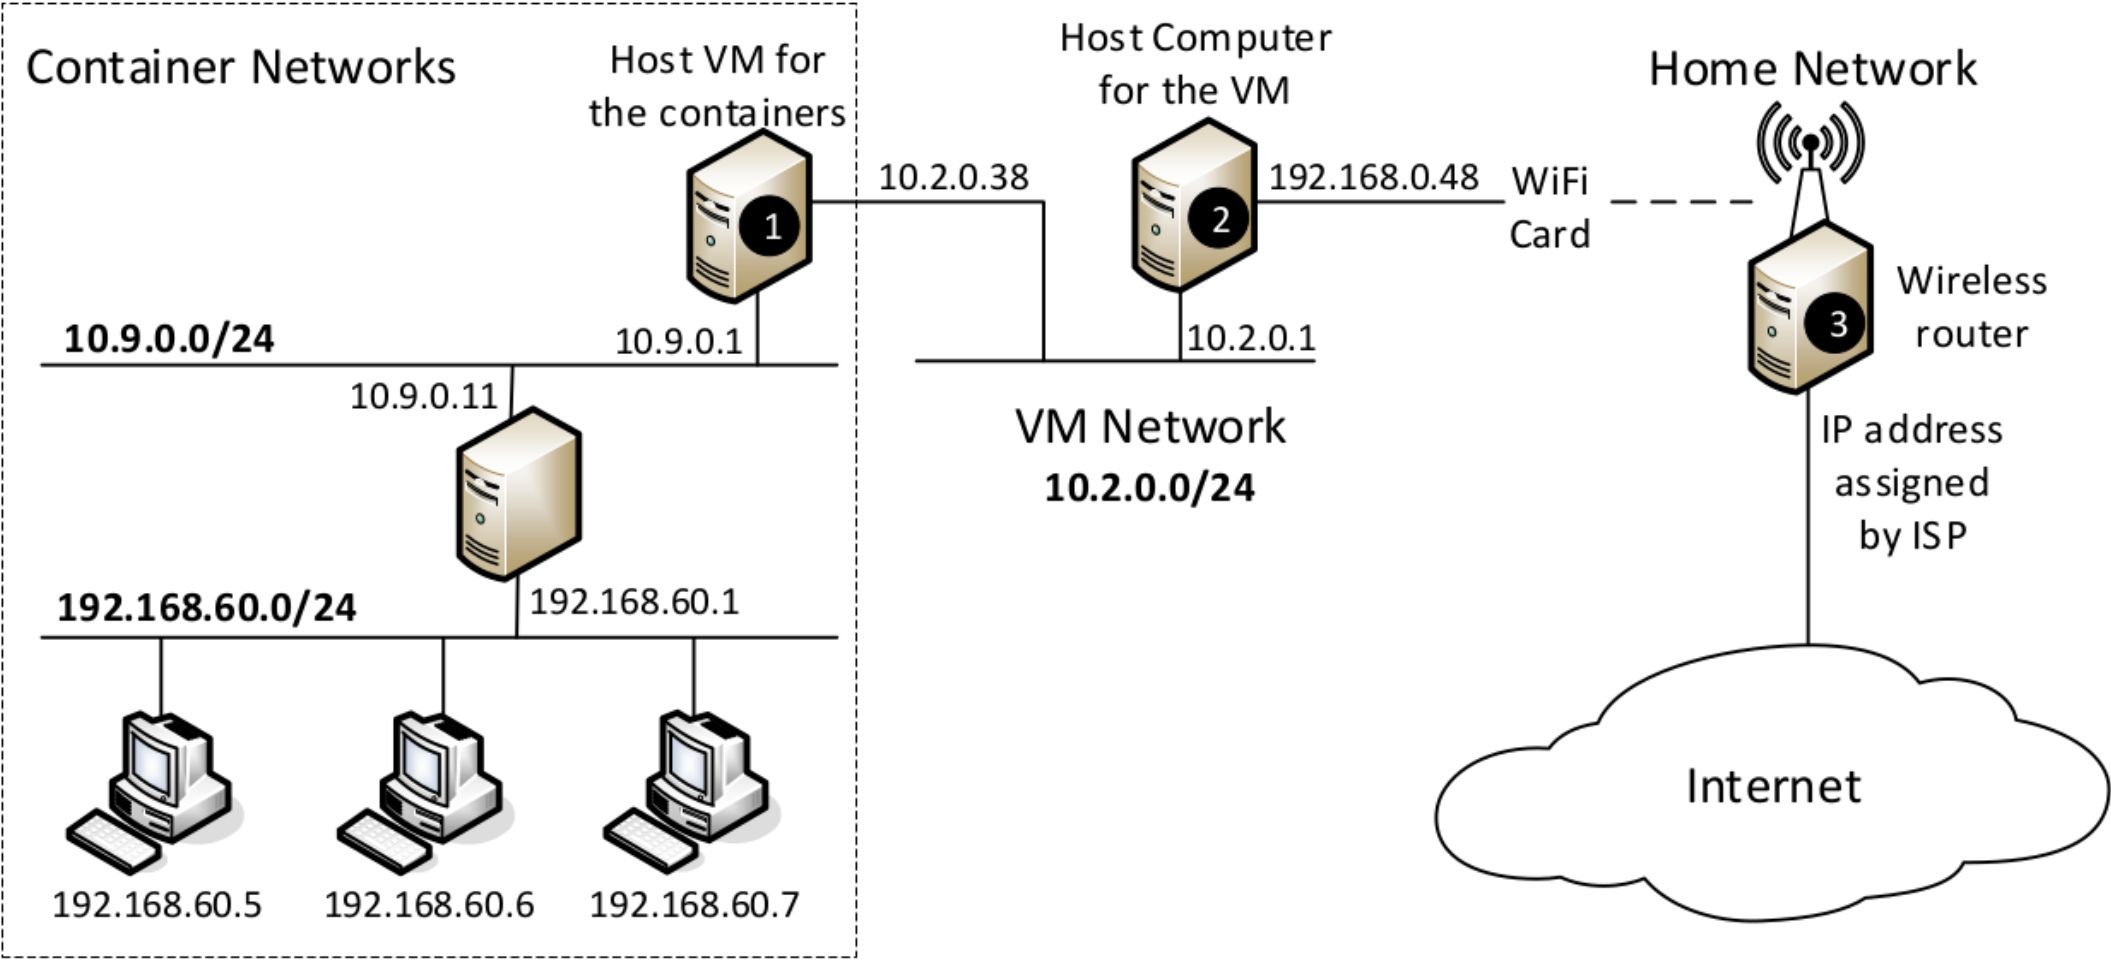 Container Networks
Host VM for
the containers
1
10.2.0.38
Host Computer
for the VM
2
192.168.0.48
WiFi
Card
Home Network
3
Wireless
router
10.9.0.0/24
10.9.0.1
10.9.0.11
10.2.0.1
VM Network
10.2.0.0/24
IP address
assigned
by ISP
192.168.60.0/24
192.168.60.1
Internet
192.168.60.5
192.168.60.6
192.168.60.7